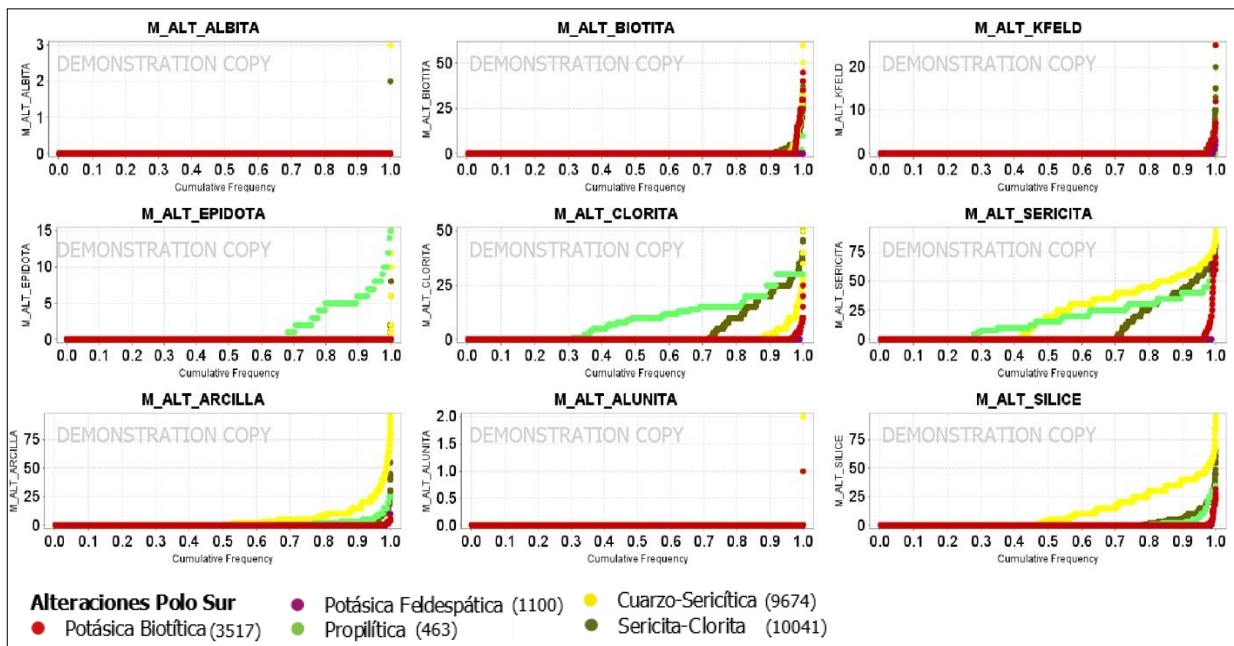 M_ALT_ALBITA
M_ALT_ALBITA
DEMONSTRATION COPY
3
2
1
0
0.0 0.1 0.2 0.3 0.4 0.5 0.6 0.7 0.8 0.9 1.0
Cumulative Frequency
M_ALT_BIOTITA
M_ALT_BIOTITA
DEMONSTRATION COPY
50
25
0
0.0 0.1 0.2 0.3 0.4 0.5 0.6 0.7 0.8 0.9 1.0
Cumulative Frequency
M_ALT_KFELD
M_ALT_KFELD
DEMONSTRATION COPY
20
10
0
0.0 0.1 0.2 0.3 0.4 0.5 0.6 0.7 0.8 0.9 1.0
Cumulative Frequency
M_ALT_EPIDOTA
M_ALT_EPIDOTA
DEMONSTRATION COPY
15
10
5
0
0.0 0.1 0.2 0.3 0.4 0.5 0.6 0.7 0.8 0.9 1.0
Cumulative Frequency
M_ALT_CLORITA
M_ALT_CLORITA
DEMONSTRATION COPY
50
25
0
0.0 0.1 0.2 0.3 0.4 0.5 0.6 0.7 0.8 0.9 1.0
Cumulative Frequency
M_ALT_SERICITA
M_ALT_SERICITA
DEMONSTRATION COPY
75
50
25
0
0.0 0.1 0.2 0.3 0.4 0.5 0.6 0.7 0.8 0.9 1.0
Cumulative Frequency
M_ALT_ARCILLA
M_ALT_ARCILLA
DEMONSTRATION COPY
75
50
25
0
0.0 0.1 0.2 0.3 0.4 0.5 0.6 0.7 0.8 0.9 1.0
Cumulative Frequency
M_ALT_ALUNITA
M_ALT_ALUNITA
DEMONSTRATION COPY
2.0
1.5
1.0
0.5
0.0
0.0 0.1 0.2 0.3 0.4 0.5 0.6 0.7 0.8 0.9 1.0
Cumulative Frequency
M_ALT_SILICE
M_ALT_SILICE
DEMONSTRATION COPY
75
50
25
0
0.0 0.1 0.2 0.3 0.4 0.5 0.6 0.7 0.8 0.9 1.0
Cumulative Frequency
Alteraciones Polo Sur
Potásica Biotítica (3517)
Potásica Feldespática (1100)
Propilítica (463)
Cuarzo-Sericítica (9674)
Sericita-Clorita (10041)